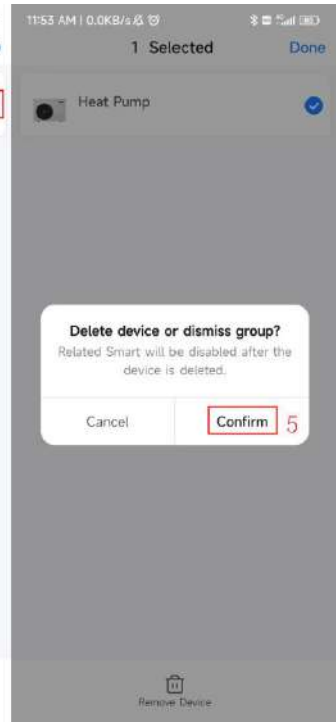 11:53 AM | 0.0KB/s
1 Selected
Done
Heat Pump
Delete device or dismiss group?
Related Smart will be disabled after the
device is deleted.
Cancel
Confirm
5
Remove Device